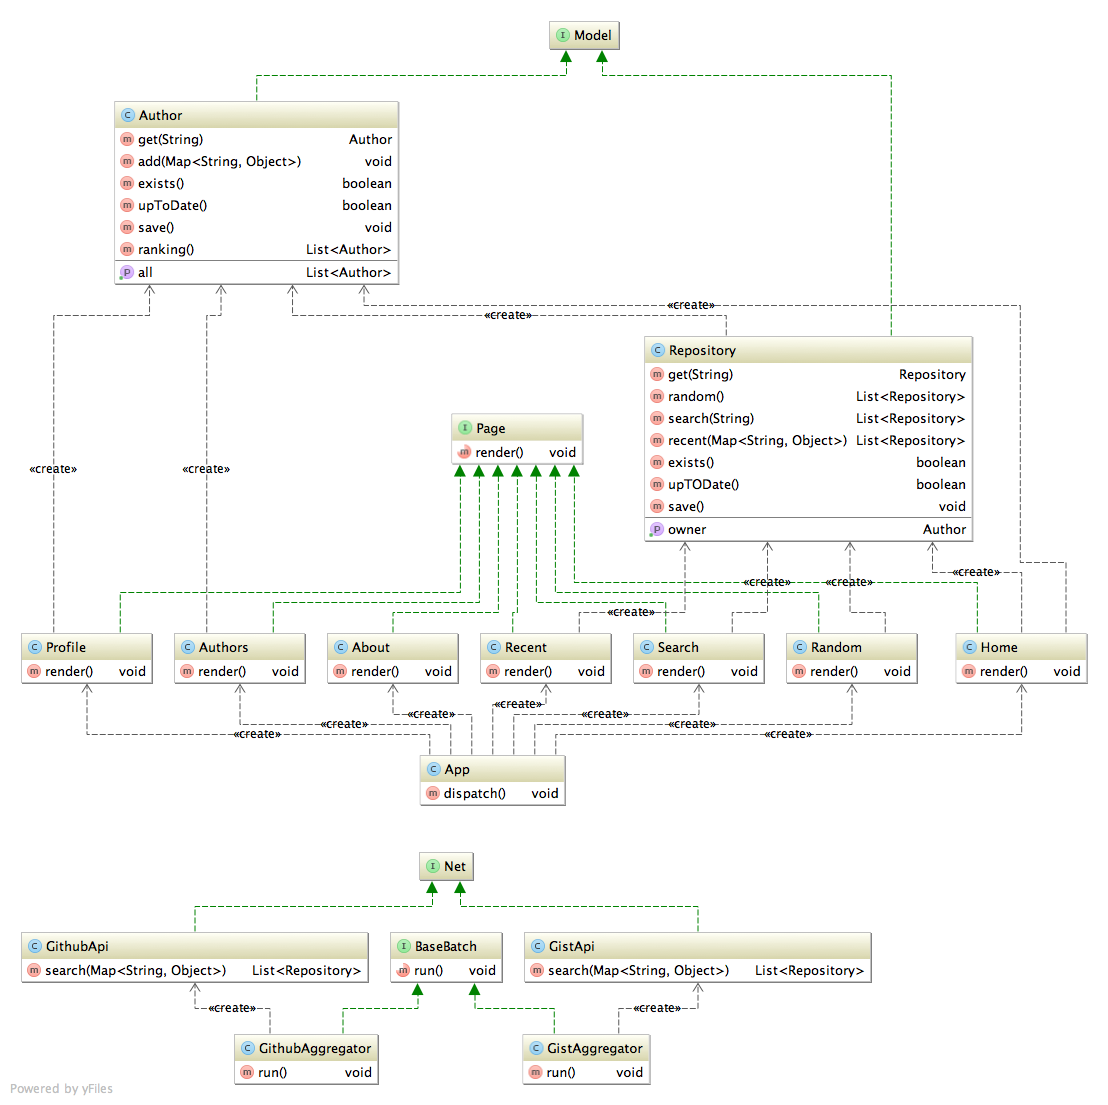 I Model
C Author
m get(String) Author
m add(Map<String, Object>) void
m exists() boolean
m upToDate() boolean
m save() void
m ranking() List<Author>
P all List<Author>
«create»
«create»
C Repository
m get(String) Repository
m random() List<Repository>
m search(String) List<Repository>
m recent(Map<String, Object>) List<Repository>
m exists() boolean
m upTODate() boolean
m save() void
P owner Author
I Page
m render() void
«create» «create»
«create» «create» «create»
«create»
C Profile
m render() void
C Authors
m render() void
C About
m render() void
C Recent
m render() void
C Search
m render() void
C Random
m render() void
C Home
m render() void
«create»
«create» «create»
«create» «create»
«create» «create»
C App
m dispatch() void
I Net
C GithubApi
m search(Map<String, Object>) List<Repository>
I BaseBatch
m run() void
C GistApi
m search(Map<String, Object>) List<Repository>
«create» «create»
C GithubAggregator
m run() void
C GistAggregator
m run() void
Powered by yFiles